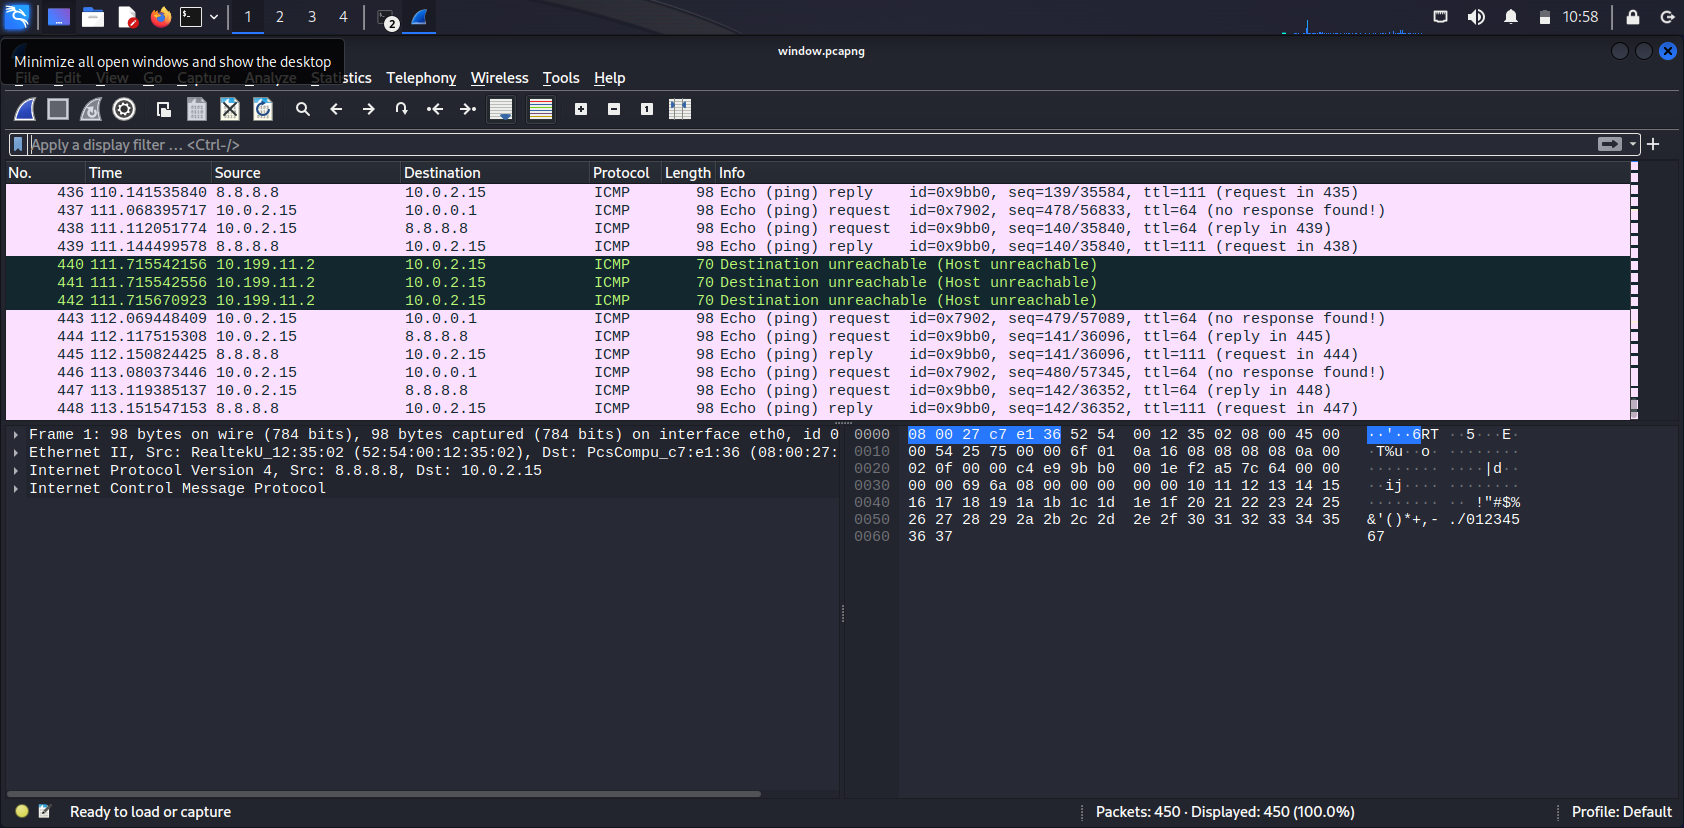 1 2 3 4 2 10:58
Minimize all open windows and show the desktop
window.pcapng
File Edit View Go Capture Analyze Statistics Telephony Wireless Tools Help
Apply a display filter … <Ctrl-/>
No. Time Source Destination Protocol Length Info
436 110.141535840 8.8.8.8 10.0.2.15 ICMP 98 Echo (ping) reply id=0x9bb0, seq=139/35584, ttl=111 (request in 435)
437 111.068395717 10.0.2.15 10.0.0.1 ICMP 98 Echo (ping) request id=0x7902, seq=478/56833, ttl=64 (no response found!)
438 111.112051774 10.0.2.15 8.8.8.8 ICMP 98 Echo (ping) request id=0x9bb0, seq=140/35840, ttl=64 (reply in 439)
439 111.144499578 8.8.8.8 10.0.2.15 ICMP 98 Echo (ping) reply id=0x9bb0, seq=140/35840, ttl=111 (request in 438)
440 111.715542156 10.199.11.2 10.0.2.15 ICMP 70 Destination unreachable (Host unreachable)
441 111.715542556 10.199.11.2 10.0.2.15 ICMP 70 Destination unreachable (Host unreachable)
442 111.715670923 10.199.11.2 10.0.2.15 ICMP 70 Destination unreachable (Host unreachable)
443 112.069448409 10.0.2.15 10.0.0.1 ICMP 98 Echo (ping) request id=0x7902, seq=479/57089, ttl=64 (no response found!)
444 112.117515308 10.0.2.15 8.8.8.8 ICMP 98 Echo (ping) request id=0x9bb0, seq=141/36096, ttl=64 (reply in 445)
445 112.150824425 8.8.8.8 10.0.2.15 ICMP 98 Echo (ping) reply id=0x9bb0, seq=141/36096, ttl=111 (request in 444)
446 113.080373446 10.0.2.15 10.0.0.1 ICMP 98 Echo (ping) request id=0x7902, seq=480/57345, ttl=64 (no response found!)
447 113.119385137 10.0.2.15 8.8.8.8 ICMP 98 Echo (ping) request id=0x9bb0, seq=142/36352, ttl=64 (reply in 448)
448 113.151547153 8.8.8.8 10.0.2.15 ICMP 98 Echo (ping) reply id=0x9bb0, seq=142/36352, ttl=111 (request in 447)
Frame 1: 98 bytes on wire (784 bits), 98 bytes captured (784 bits) on interface eth0, id 0
Ethernet II, Src: RealtekU_12:35:02 (52:54:00:12:35:02), Dst: PcsCompu_c7:e1:36 (08:00:27:
Internet Protocol Version 4, Src: 8.8.8.8, Dst: 10.0.2.15
Internet Control Message Protocol
0000 08 00 27 c7 e1 36 52 54 00 12 35 02 08 00 45 00 ··'··6RT ··5···E·
0010 00 54 25 75 00 00 6f 01 0a 16 08 08 08 08 0a 00 ·T%u··o· ········
0020 02 0f 00 00 c4 e9 9b b0 00 1e f2 a5 7c 64 00 00 ········ ····|d··
0030 00 00 69 6a 08 00 00 00 00 00 10 11 12 13 14 15 ··ij···· ········
0040 16 17 18 19 1a 1b 1c 1d 1e 1f 20 21 22 23 24 25 ········ ·· !"#$%
0050 26 27 28 29 2a 2b 2c 2d 2e 2f 30 31 32 33 34 35 &'()*+,- ./012345
0060 36 37 67
Ready to load or capture Packets: 450 · Displayed: 450 (100.0%) Profile: Default